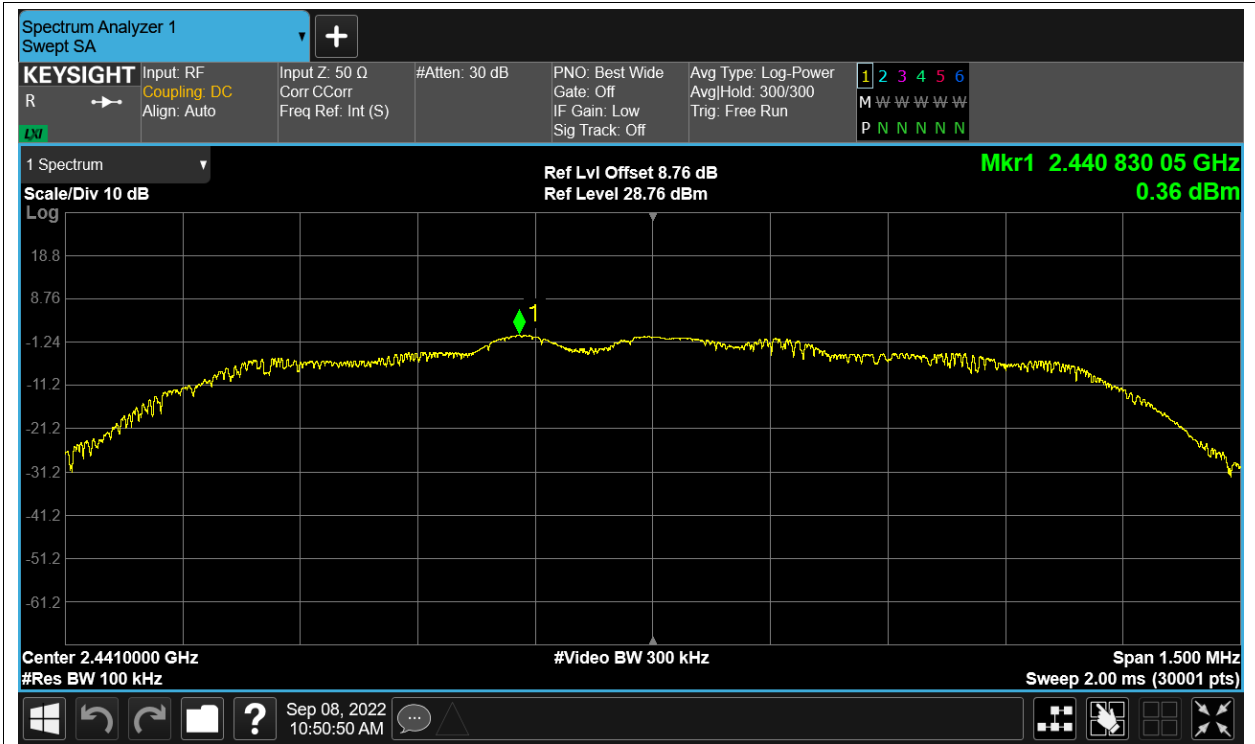 Spectrum Analyzer 1
Swept SA
+
KEYSIGHT
R
LXI
Input: RF
Coupling: DC
Align: Auto
Input Z: 50 Ω
Corr CCorr
Freq Ref: Int (S)
#Atten: 30 dB
PNO: Best Wide
Gate: Off
IF Gain: Low
Sig Track: Off
Avg Type: Log-Power
Avg|Hold: 300/300
Trig: Free Run
1 2 3 4 5 6
M W W W W W
P N N N N N
1 Spectrum
Scale/Div 10 dB
Log
Ref Lvl Offset 8.76 dB
Ref Level 28.76 dBm
Mkr1 2.440 830 05 GHz
0.36 dBm
18.8
8.76
1
-1.24
-11.2
-21.2
-31.2
-41.2
-51.2
-61.2
Center 2.4410000 GHz
#Res BW 100 kHz
#Video BW 300 kHz
Span 1.500 MHz
Sweep 2.00 ms (30001 pts)
?
Sep 08, 2022
10:50:50 AM